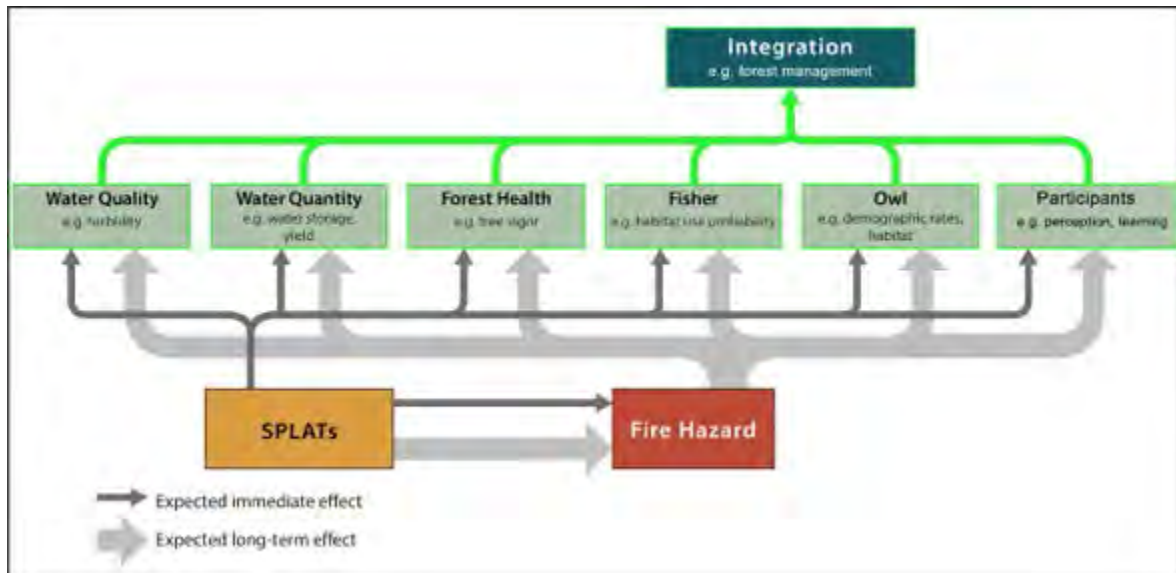 Integration
e.g. forest management
Water Quality
e.g. turbidity
Water Quantity
e.g. water storage,
yield
Forest Health
e.g. tree vigor
Fisher
e.g. habitat use probability
Owl
e.g. demographic rates,
habitat
Participants
e.g. perception, learning
SPLATs
Fire Hazard
Expected immediate effect
Expected long-term effect